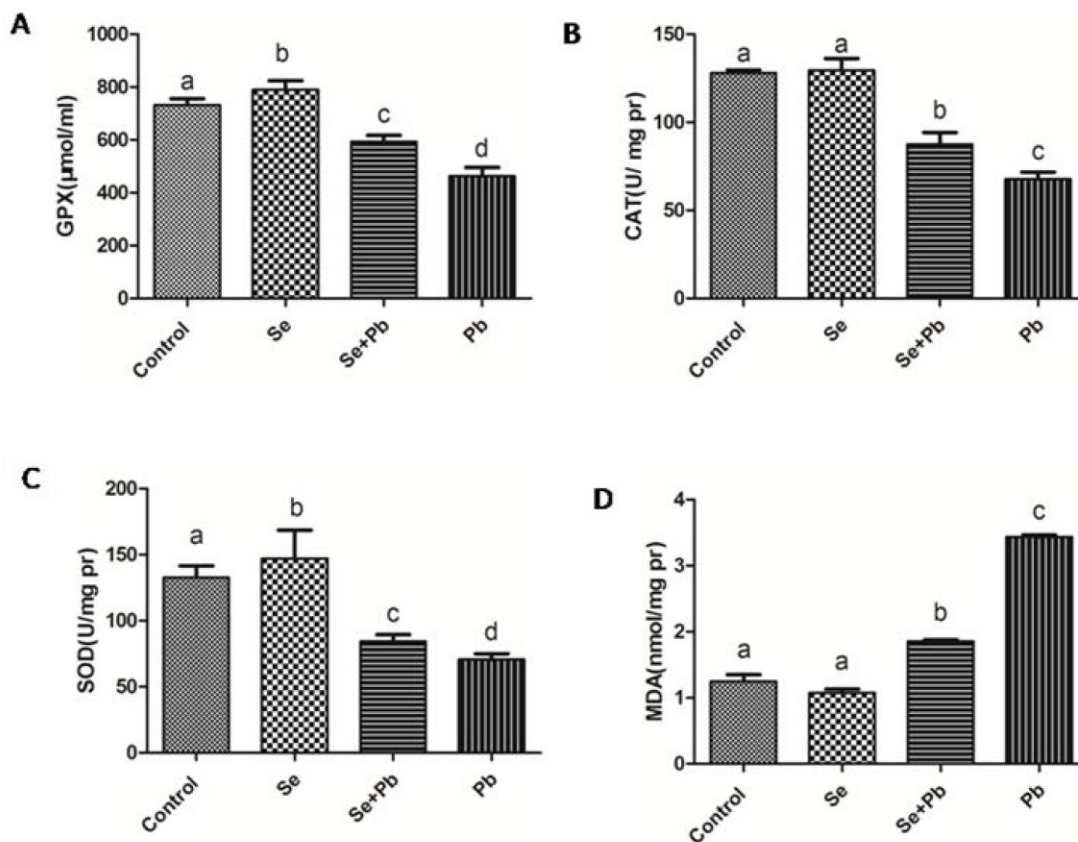 A
GPX(μmol/ml)
1000
800
600
400
200
0
a
b
c
d
Control
Se
Se+Pb
Pb
B
CAT(U/ mg pr)
150
100
50
0
a
a
b
c
Control
Se
Se+Pb
Pb
C
SOD(U/mg pr)
200
150
100
50
0
a
b
c
d
Control
Se
Se+Pb
Pb
D
MDA(nmol/mg pr)
4
3
2
1
0
a
a
b
c
Control
Se
Se+Pb
Pb